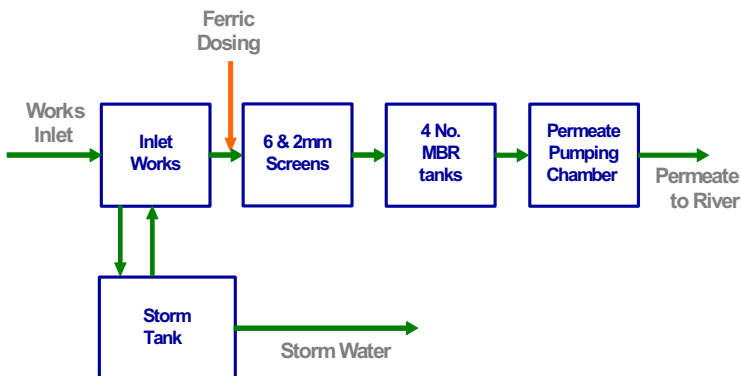 Ferric
Dosing
Works
Inlet
Inlet
Works
6 & 2mm
Screens
4 No.
MBR
tanks
Permeate
Pumping
Chamber
Permeate
to River
Storm
Tank
Storm Water